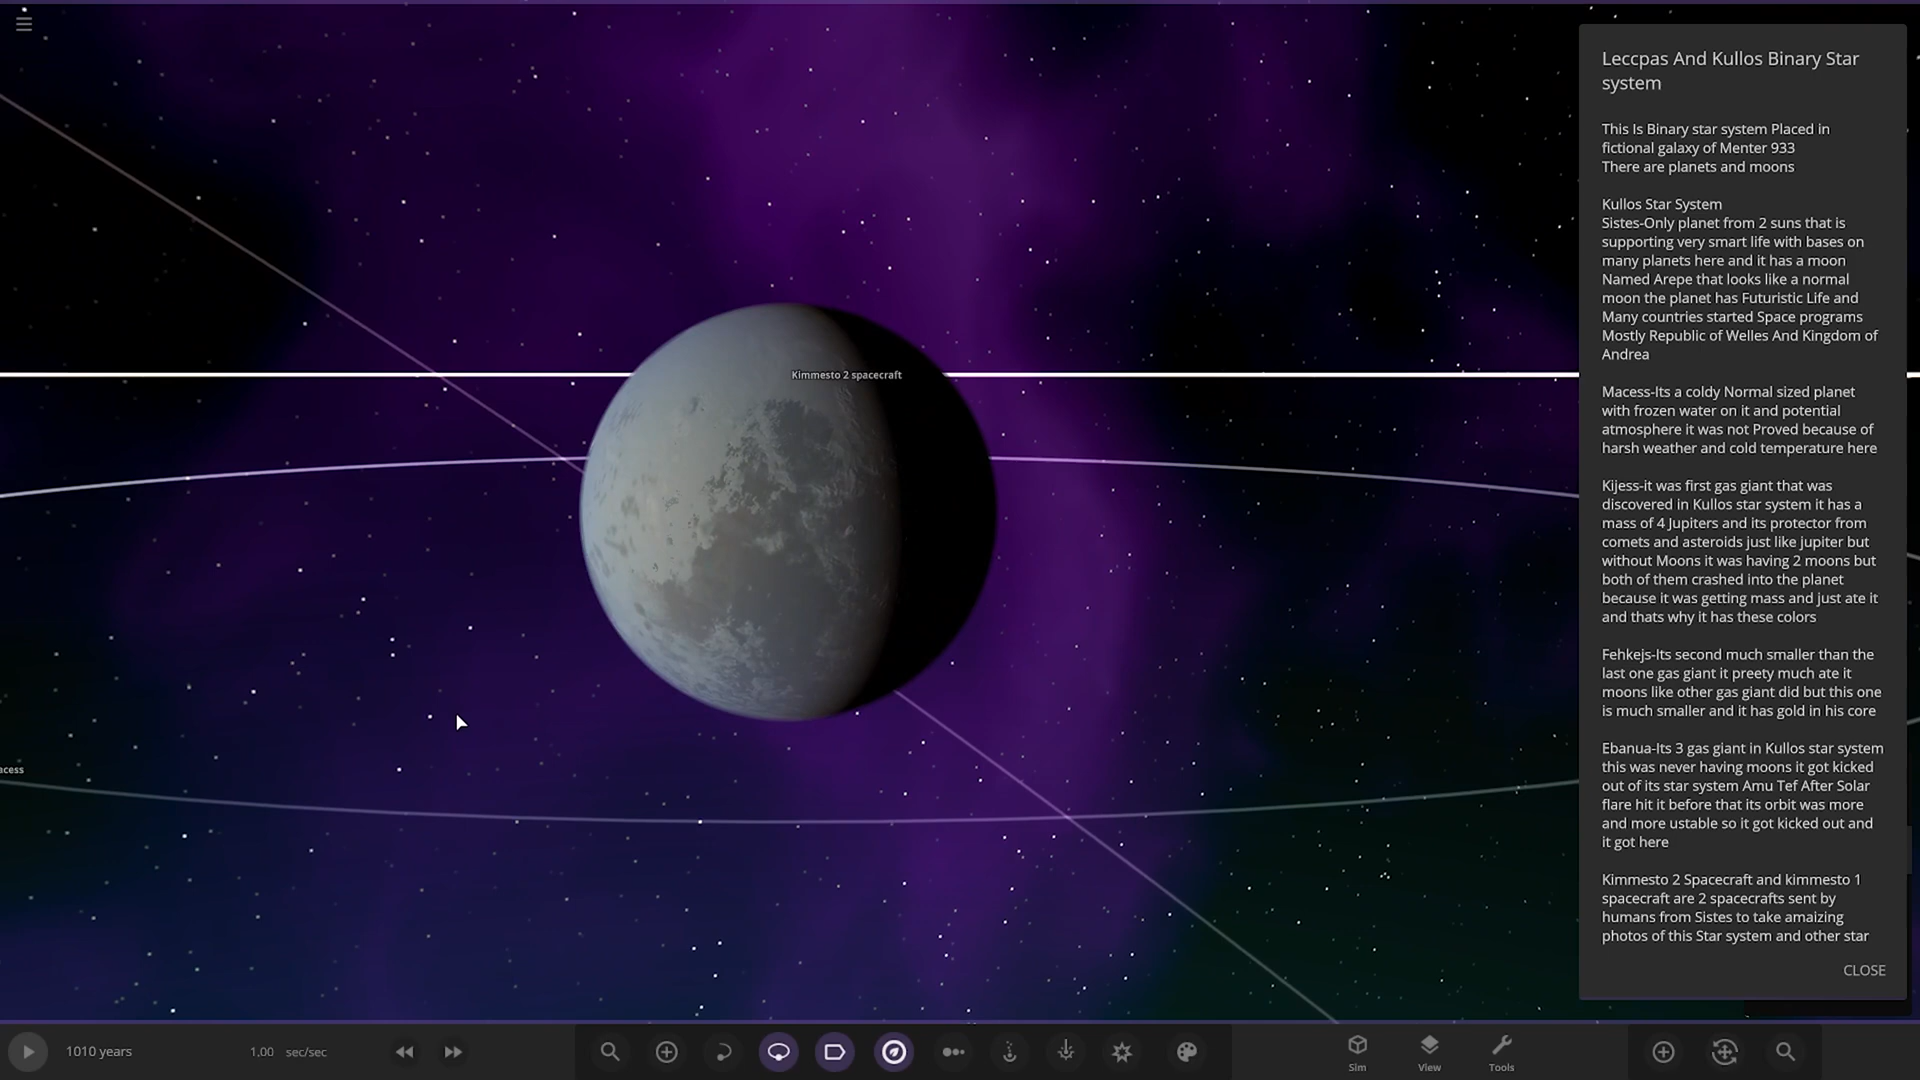 Leccpas And Kullos Binary Star
system
This Is Binary star system Placed in
fictional galaxy of Menter 933
There are planets and moons
Kullos Star System
Sistes-Only planet from 2 suns that is
supporting very smart life with bases on
many planets here and it has a moon
Named Arepe that looks like a normal
moon the planet has Futuristic Life and
Many countries started Space programs
Mostly Republic of Welles And Kingdom of
Andrea
Macess-Its a coldy Normal sized planet
with frozen water on it and potential
atmosphere it was not Proved because of
harsh weather and cold temperature here
Kijess-it was first gas giant that was
discovered in Kullos star system it has a
mass of 4 Jupiters and its protector from
comets and asteroids just like jupiter but
without Moons it was having 2 moons but
both of them crashed into the planet
because it was getting mass and just ate it
and thats why it has these colors
Fehkejs-Its second much smaller than the
last one gas giant it preety much ate it
moons like other gas giant did but this one
is much smaller and it has gold in his core
Ebanua-Its 3 gas giant in Kullos star system
this was never having moons it got kicked
out of its star system Amu Tef After Solar
flare hit it before that its orbit was more
and more ustable so it got kicked out and
it got here
Kimmesto 2 Spacecraft and kimmesto 1
spacecraft are 2 spacecrafts sent by
humans from Sistes to take amaizing
photos of this Star system and other star
CLOSE
Kimmesto 2 spacecraft
acess
1010 years
1.00 sec/sec
Sim
View
Tools